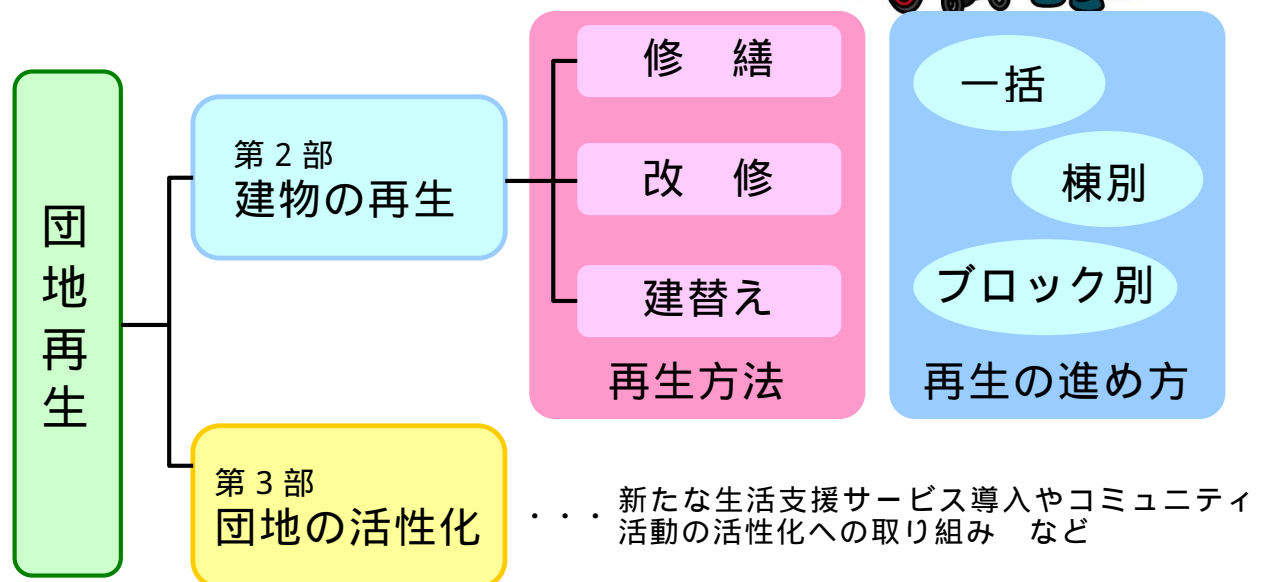 団地再生
第2部
建物の再生
修　繕
改　修
建替え
再生方法
一括
棟別
ブロック別
再生の進め方
第3部
団地の活性化
・・・新たな生活支援サービス導入やコミュニティ
活動の活性化への取り組み　など